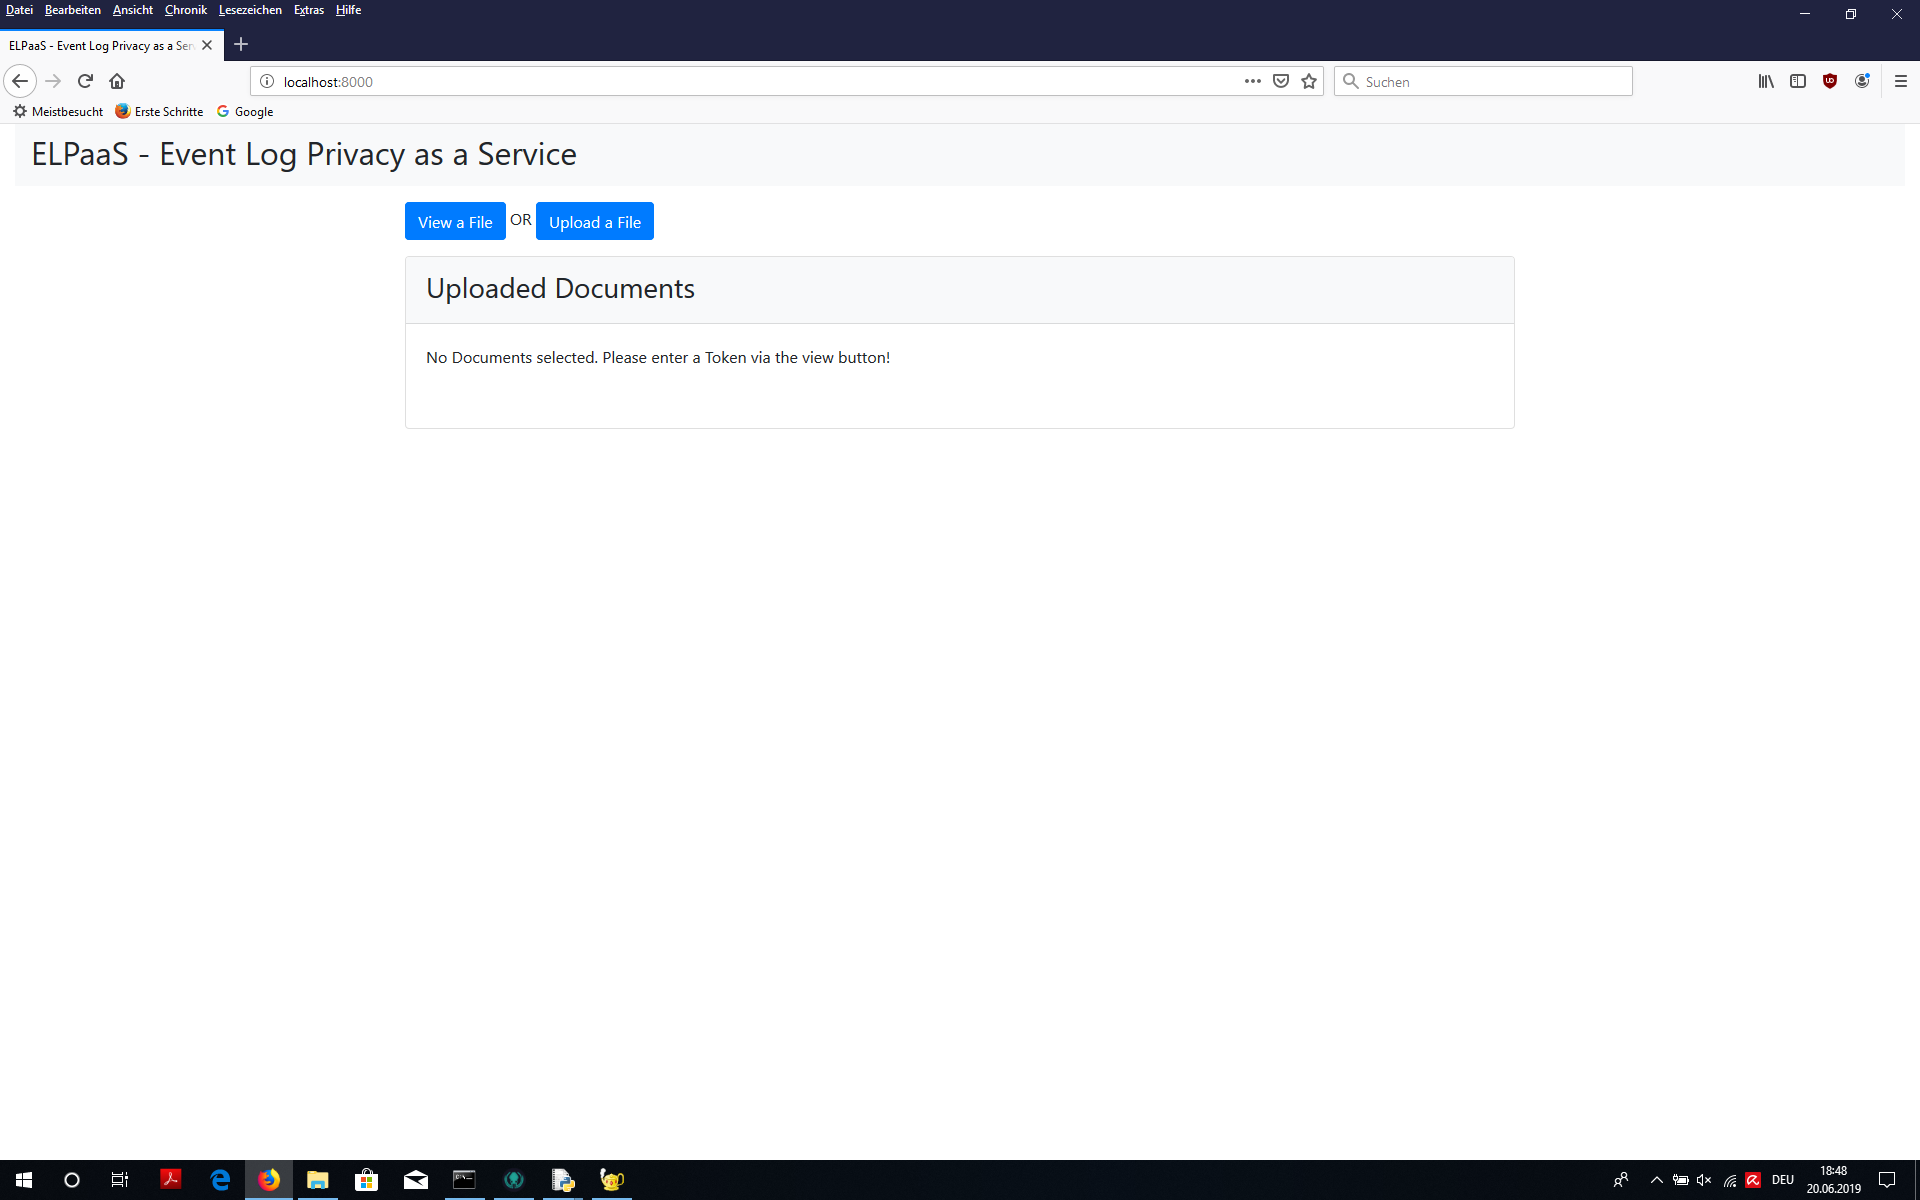 Datei Bearbeiten Ansicht Chronik Lesezeichen Extras Hilfe
ELPaaS - Event Log Privacy as a Ser
localhost:8000
Suchen
Meistbesucht Erste Schritte Google
ELPaaS - Event Log Privacy as a Service
View a File OR Upload a File
Uploaded Documents
No Documents selected. Please enter a Token via the view button!
DEU
18:48
20.06.2019